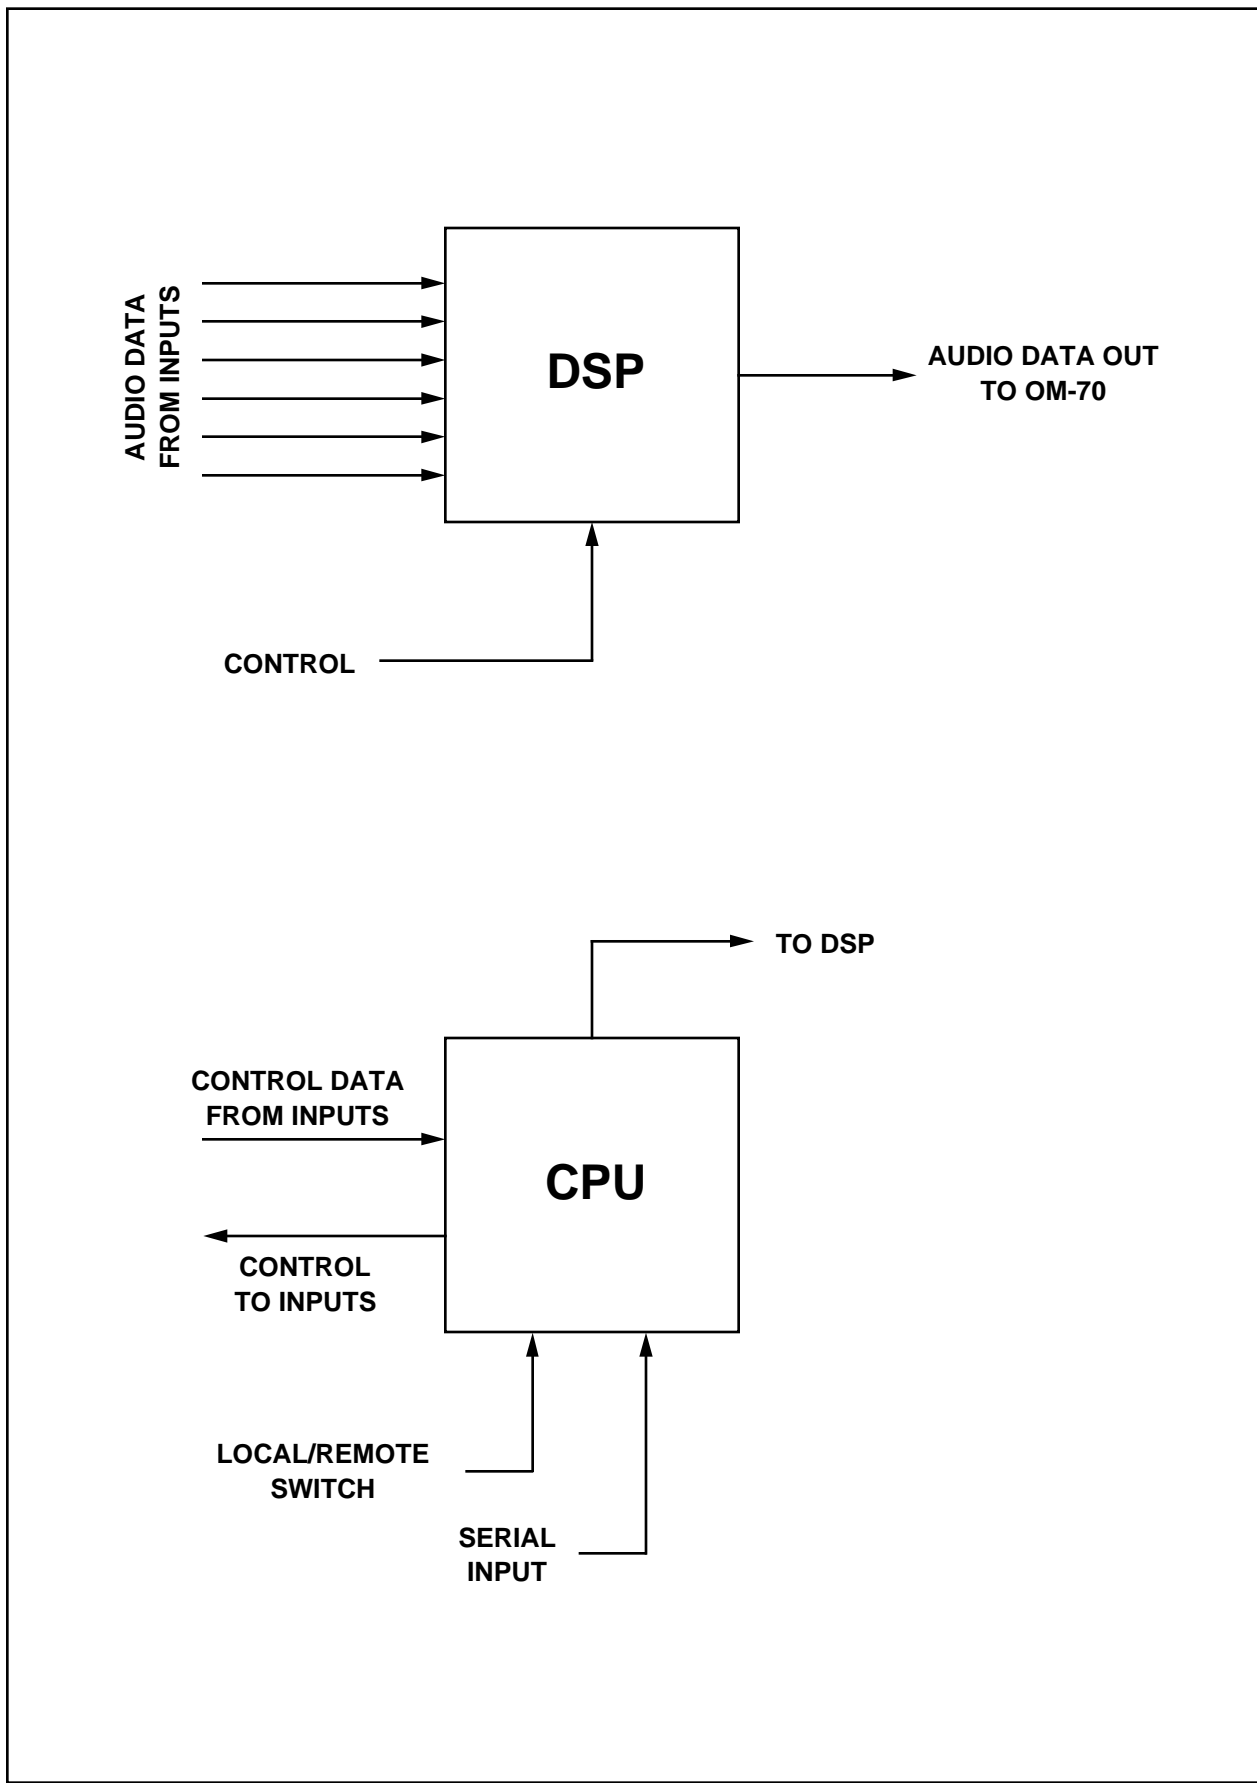 AUDIO DATA
FROM INPUTS
DSP
AUDIO DATA OUT
TO OM-70
CONTROL
TO DSP
CONTROL DATA
FROM INPUTS
CPU
CONTROL
TO INPUTS
LOCAL/REMOTE
SWITCH
SERIAL
INPUT